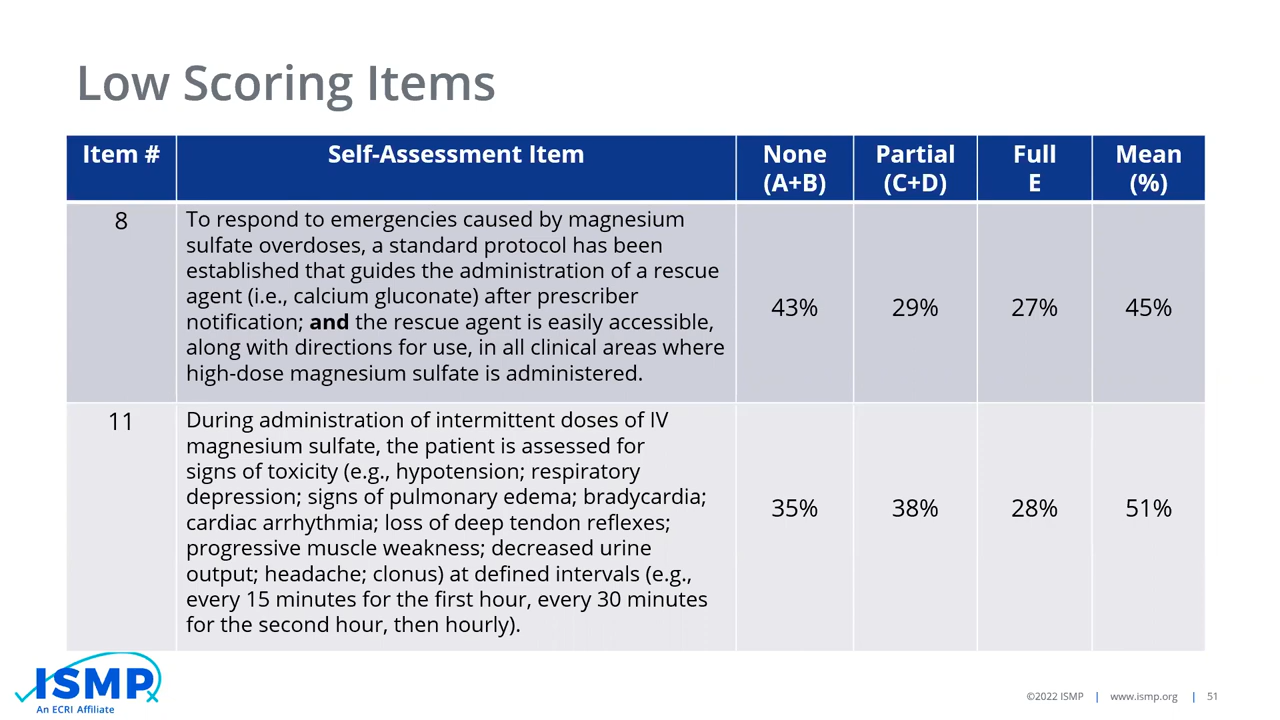 Low Scoring Items
Item #
Self-Assessment Item
None
(A+B)
Partial
(C+D)
Full
E
Mean
(%)
8
To respond to emergencies caused by magnesium
sulfate overdoses, a standard protocol has been
established that guides the administration of a rescue
agent (i.e., calcium gluconate) after prescriber
notification; and the rescue agent is easily accessible,
along with directions for use, in all clinical areas where
high-dose magnesium sulfate is administered.
43%
29%
27%
45%
11
During administration of intermittent doses of IV
magnesium sulfate, the patient is assessed for
signs of toxicity (e.g., hypotension; respiratory
depression; signs of pulmonary edema; bradycardia;
cardiac arrhythmia; loss of deep tendon reflexes;
progressive muscle weakness; decreased urine
output; headache; clonus) at defined intervals (e.g.,
every 15 minutes for the first hour, every 30 minutes
for the second hour, then hourly).
35%
38%
28%
51%
ISMP
An ECRI Affiliate
©2022 ISMP | www.ismp.org | 51